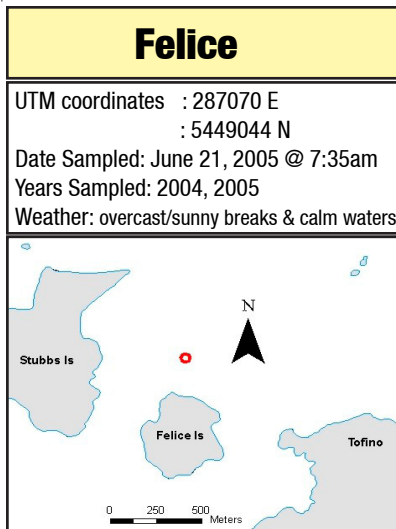 Felice
UTM coordinates : 287070 E
: 5449044 N
Date Sampled: June 21, 2005 @ 7:35am
Years Sampled: 2004, 2005
Weather: overcast/sunny breaks & calm waters
N
Stubbs Is
Felice Is
Tofino
0 250 500
Meters